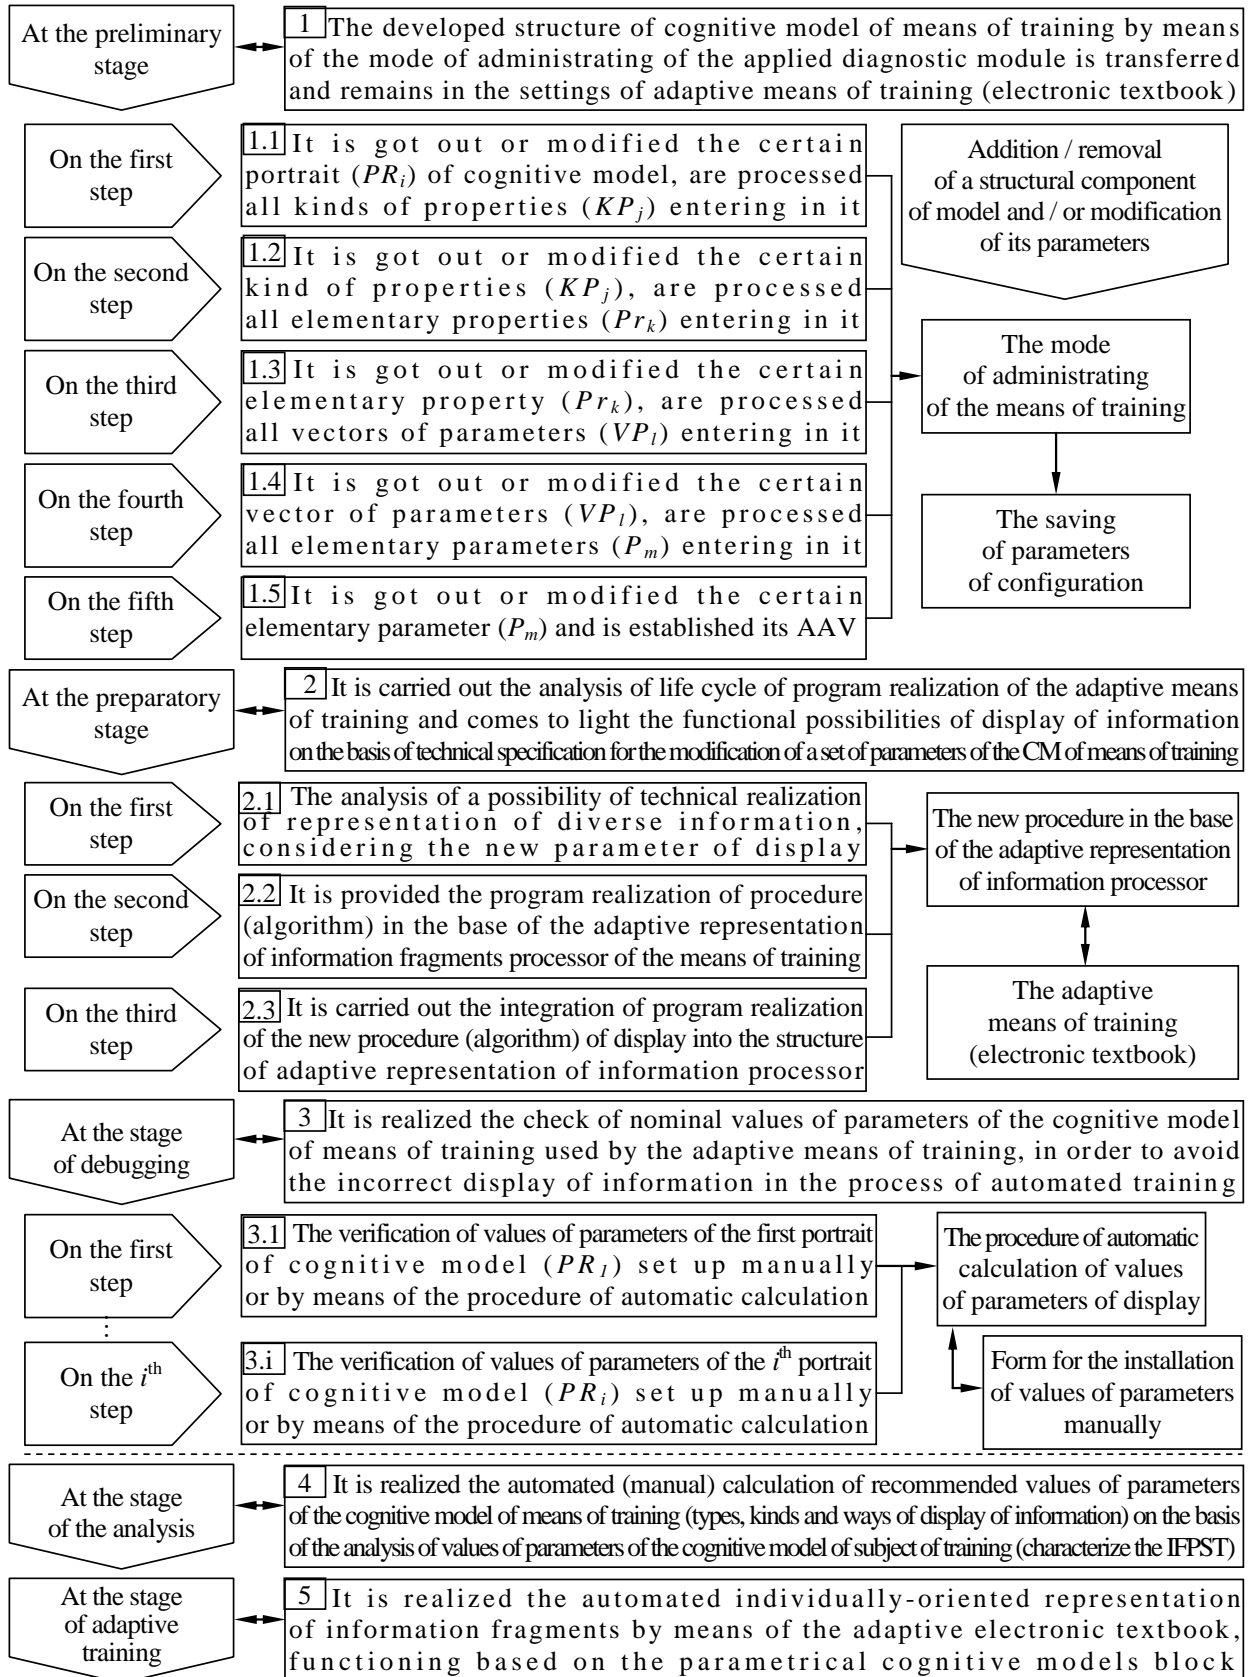 At the preliminary
stage
1 The developed structure of cognitive model of means of training by means
of the mode of administrating of the applied diagnostic module is transferred
and remains in the settings of adaptive means of training (electronic textbook)
On the first
step
1.1 It is got out or modified the certain
portrait (PRi) of cognitive model, are processed
all kinds of properties (KPj) entering in it
Addition / removal
of a structural component
of model and / or modification
of its parameters
On the second
step
1.2 It is got out or modified the certain
kind of properties (KPj), are processed
all elementary properties (Prk) entering in it
On the third
step
1.3 It is got out or modified the certain
elementary property (Prk), are processed
all vectors of parameters (VPl) entering in it
The mode
of administrating
of the means of training
On the fourth
step
1.4 It is got out or modified the certain
vector of parameters (VPl), are processed
all elementary parameters (Pm) entering in it
The saving
of parameters
of configuration
On the fifth
step
1.5 It is got out or modified the certain
elementary parameter (Pm) and is established its AAV
At the preparatory
stage
2 It is carried out the analysis of life cycle of program realization of the adaptive means
of training and comes to light the functional possibilities of display of information
on the basis of technical specification for the modification of a set of parameters of the CM of means of training
On the first
step
2.1 The analysis of a possibility of technical realization
of representation of diverse information,
considering the new parameter of display
The new procedure in the base
of the adaptive representation
of information processor
On the second
step
2.2 It is provided the program realization of procedure
(algorithm) in the base of the adaptive representation
of information fragments processor of the means of training
On the third
step
2.3 It is carried out the integration of program realization
of the new procedure (algorithm) of display into the structure
of adaptive representation of information processor
The adaptive
means of training
(electronic textbook)
At the stage
of debugging
3 It is realized the check of nominal values of parameters of the cognitive model
of means of training used by the adaptive means of training, in order to avoid
the incorrect display of information in the process of automated training
On the first
step
3.1 The verification of values of parameters of the first portrait
of cognitive model (PR1) set up manually
or by means of the procedure of automatic calculation
The procedure of automatic
calculation of values
of parameters of display
On the ith
step
3.i The verification of values of parameters of the ith portrait
of cognitive model (PRi) set up manually
or by means of the procedure of automatic calculation
Form for the installation
of values of parameters
manually
At the stage
of the analysis
4 It is realized the automated (manual) calculation of recommended values of parameters
of the cognitive model of means of training (types, kinds and ways of display of information) on the basis
of the analysis of values of parameters of the cognitive model of subject of training (characterize the IFPST)
At the stage
of adaptive
training
5 It is realized the automated individually-oriented representation
of information fragments by means of the adaptive electronic textbook,
functioning based on the parametrical cognitive models block